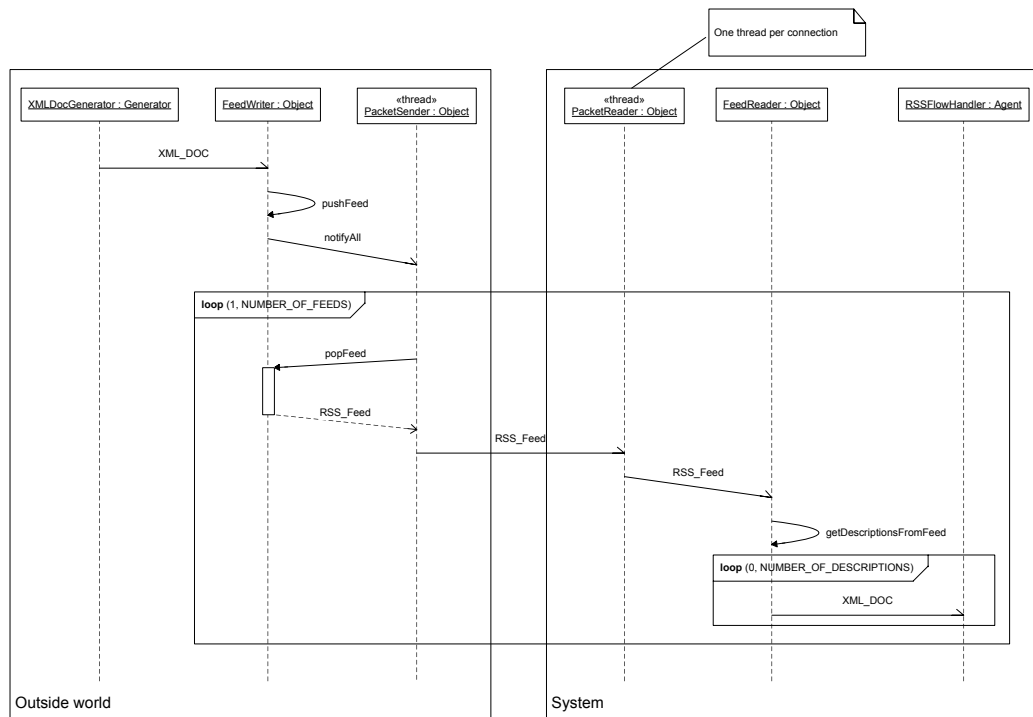 One thread per connection
XMLDocGenerator : Generator
FeedWriter : Object
«thread»
PacketSender : Object
«thread»
PacketReader : Object
FeedReader : Object
RSSFlowHandler : Agent
XML_DOC
pushFeed
notifyAll
loop (1, NUMBER_OF_FEEDS)
popFeed
RSS_Feed
RSS_Feed
RSS_Feed
getDescriptionsFromFeed
loop (0, NUMBER_OF_DESCRIPTIONS)
XML_DOC
Outside world
System